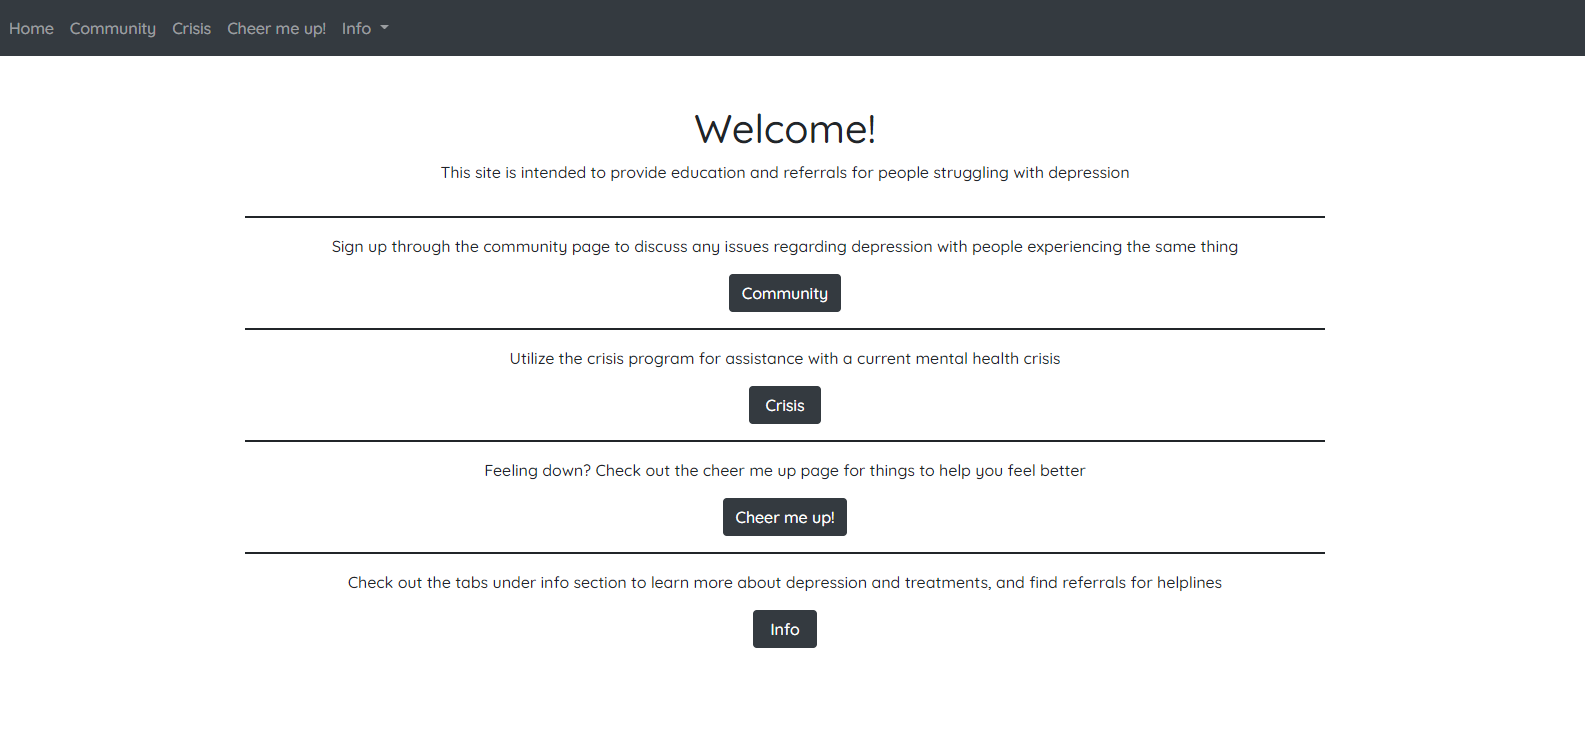 Home Community Crisis Cheer me up! Info
Welcome!
This site is intended to provide education and referrals for people struggling with depression
Sign up through the community page to discuss any issues regarding depression with people experiencing the same thing
Community
Utilize the crisis program for assistance with a current mental health crisis
Crisis
Feeling down? Check out the cheer me up page for things to help you feel better
Cheer me up!
Check out the tabs under info section to learn more about depression and treatments, and find referrals for helplines
Info